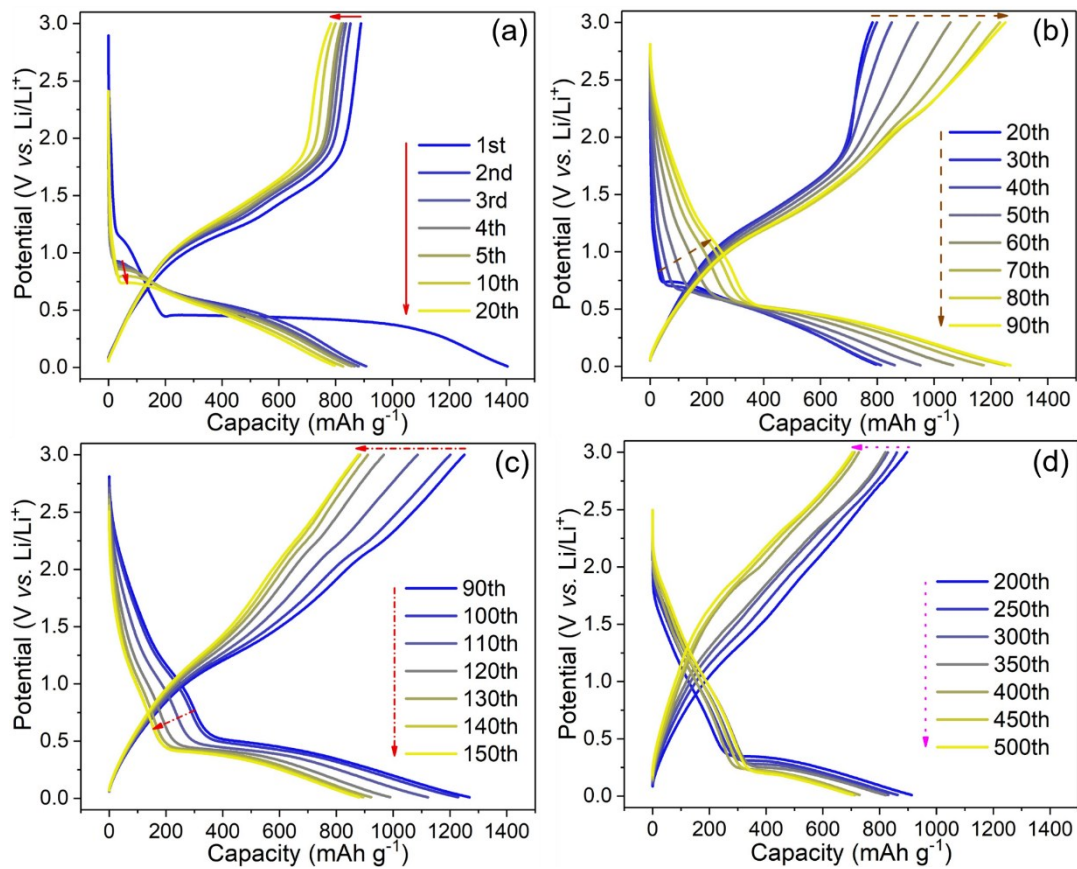 (a)
Potential (V vs. Li/Li⁺)
3.0
2.5
2.0
1.5
1.0
0.5
0.0
1st
2nd
3rd
4th
5th
10th
20th
0 200 400 600 800 1000 1200 1400
Capacity (mAh g⁻¹)
(b)
Potential (V vs. Li/Li⁺)
3.0
2.5
2.0
1.5
1.0
0.5
0.0
20th
30th
40th
50th
60th
70th
80th
90th
0 200 400 600 800 1000 1200 1400
Capacity (mAh g⁻¹)
(c)
Potential (V vs. Li/Li⁺)
3.0
2.5
2.0
1.5
1.0
0.5
0.0
90th
100th
110th
120th
130th
140th
150th
0 200 400 600 800 1000 1200 1400
Capacity (mAh g⁻¹)
(d)
Potential (V vs. Li/Li⁺)
3.0
2.5
2.0
1.5
1.0
0.5
0.0
200th
250th
300th
350th
400th
450th
500th
0 200 400 600 800 1000 1200 1400
Capacity (mAh g⁻¹)